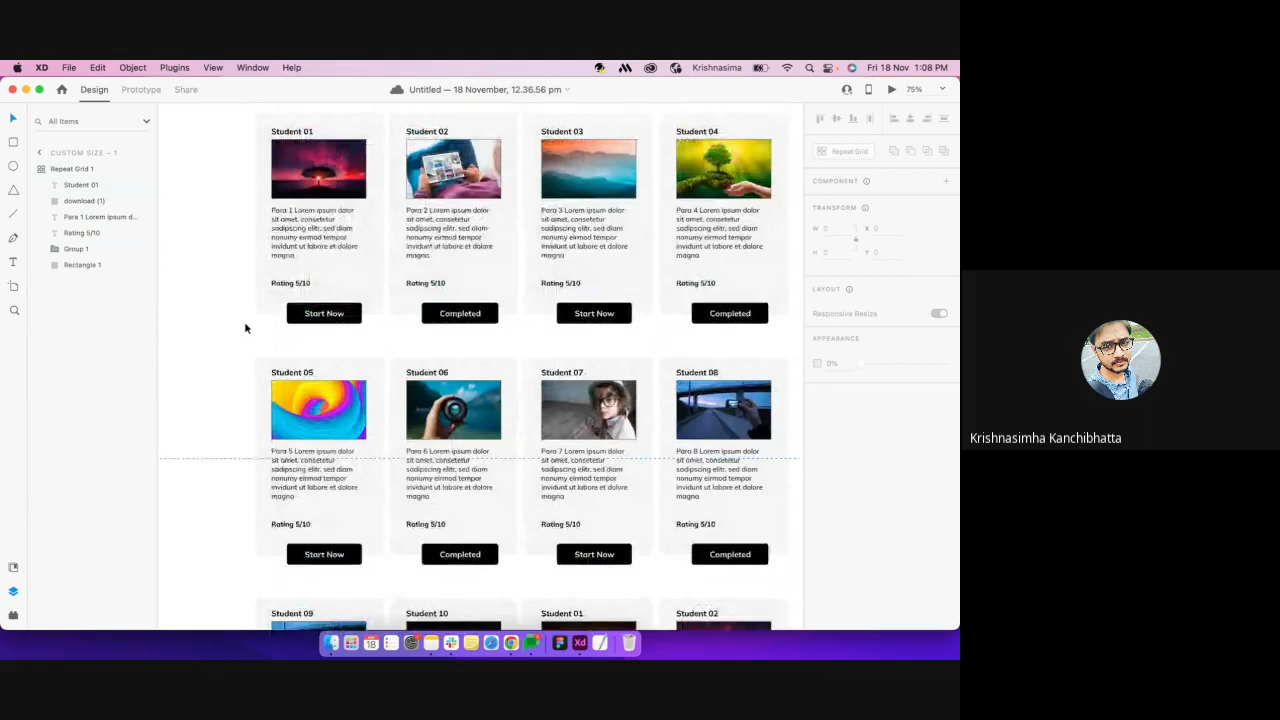 XD File Edit Object Plugins View Window Help Krishnasima Fri 18 Nov 1:08 PM
Design Prototype Share Untitled — 18 November, 12.36.56 pm 75%
All Items
CUSTOM SIZE – 1
Repeat Grid 1
Student 01
download (1)
Para 1 Lorem ipsum d...
Rating 5/10
Group 1
Rectangle 1
Student 01 Student 02 Student 03 Student 04
Para 1 Lorem ipsum dolor
sit amet, consetetur
sadipscing elitr, sed diam
nonumy eirmod tempor
invidunt ut labore et dolore
magna
Rating 5/10
Start Now
Para 2 Lorem ipsum dolor
sit amet, consetetur
sadipscing elitr, sed diam
nonumy eirmod tempor
invidunt ut labore et dolore
magna
Rating 5/10
Completed
Para 3 Lorem ipsum dolor
sit amet, consetetur
sadipscing elitr, sed diam
nonumy eirmod tempor
invidunt ut labore et dolore
magna
Rating 5/10
Start Now
Para 4 Lorem ipsum dolor
sit amet, consetetur
sadipscing elitr, sed diam
nonumy eirmod tempor
invidunt ut labore et dolore
magna
Rating 5/10
Completed
Student 05 Student 06 Student 07 Student 08
Para 5 Lorem ipsum dolor
sit amet, consetetur
sadipscing elitr, sed diam
nonumy eirmod tempor
invidunt ut labore et dolore
magna
Rating 5/10
Start Now
Para 6 Lorem ipsum dolor
sit amet, consetetur
sadipscing elitr, sed diam
nonumy eirmod tempor
invidunt ut labore et dolore
magna
Rating 5/10
Completed
Para 7 Lorem ipsum dolor
sit amet, consetetur
sadipscing elitr, sed diam
nonumy eirmod tempor
invidunt ut labore et dolore
magna
Rating 5/10
Start Now
Para 8 Lorem ipsum dolor
sit amet, consetetur
sadipscing elitr, sed diam
nonumy eirmod tempor
invidunt ut labore et dolore
magna
Rating 5/10
Completed
Student 09 Student 10 Student 01 Student 02
Repeat Grid
COMPONENT
TRANSFORM
W 0 X 0
H 0 Y 0
LAYOUT
Responsive Resize
APPEARANCE
0%
NOV
18
Xd
Krishnasimha Kanchibhatta